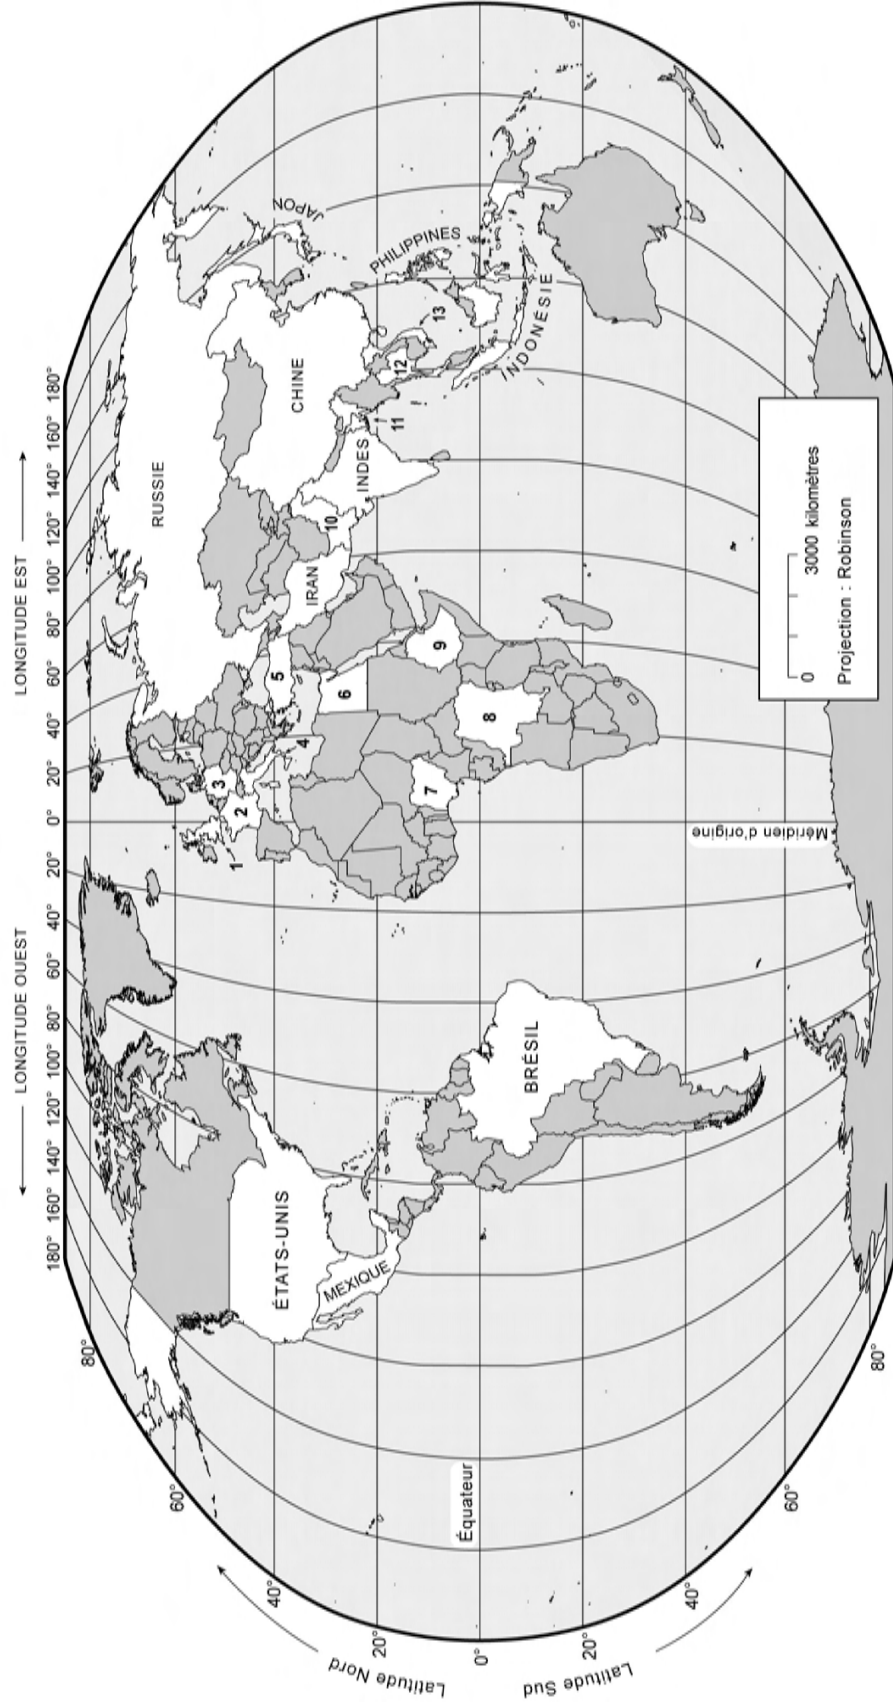 LONGITUDE OUEST
LONGITUDE EST
180° 160° 140° 120° 100° 80° 60° 40° 20° 0° 20° 40° 60° 80° 100° 120° 140° 160° 180°
80°
60°
40°
20°
0°
20°
40°
60°
80°
Latitude Nord
Latitude Sud
RUSSIE
JAPON
CHINE
ÉTATS-UNIS
MEXIQUE
IRAN
INDES
PHILIPPINES
INDONÉSIE
BRÉSIL
1
2
3
4
5
6
7
8
9
10
11
12
13
Équateur
Méridien d'origine
0 3000 kilomètres
Projection : Robinson